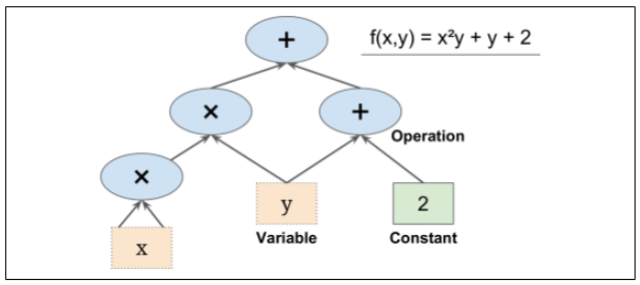 +
f(x,y) = x²y + y + 2
×
+
Operation
×
y
2
Variable
Constant
x